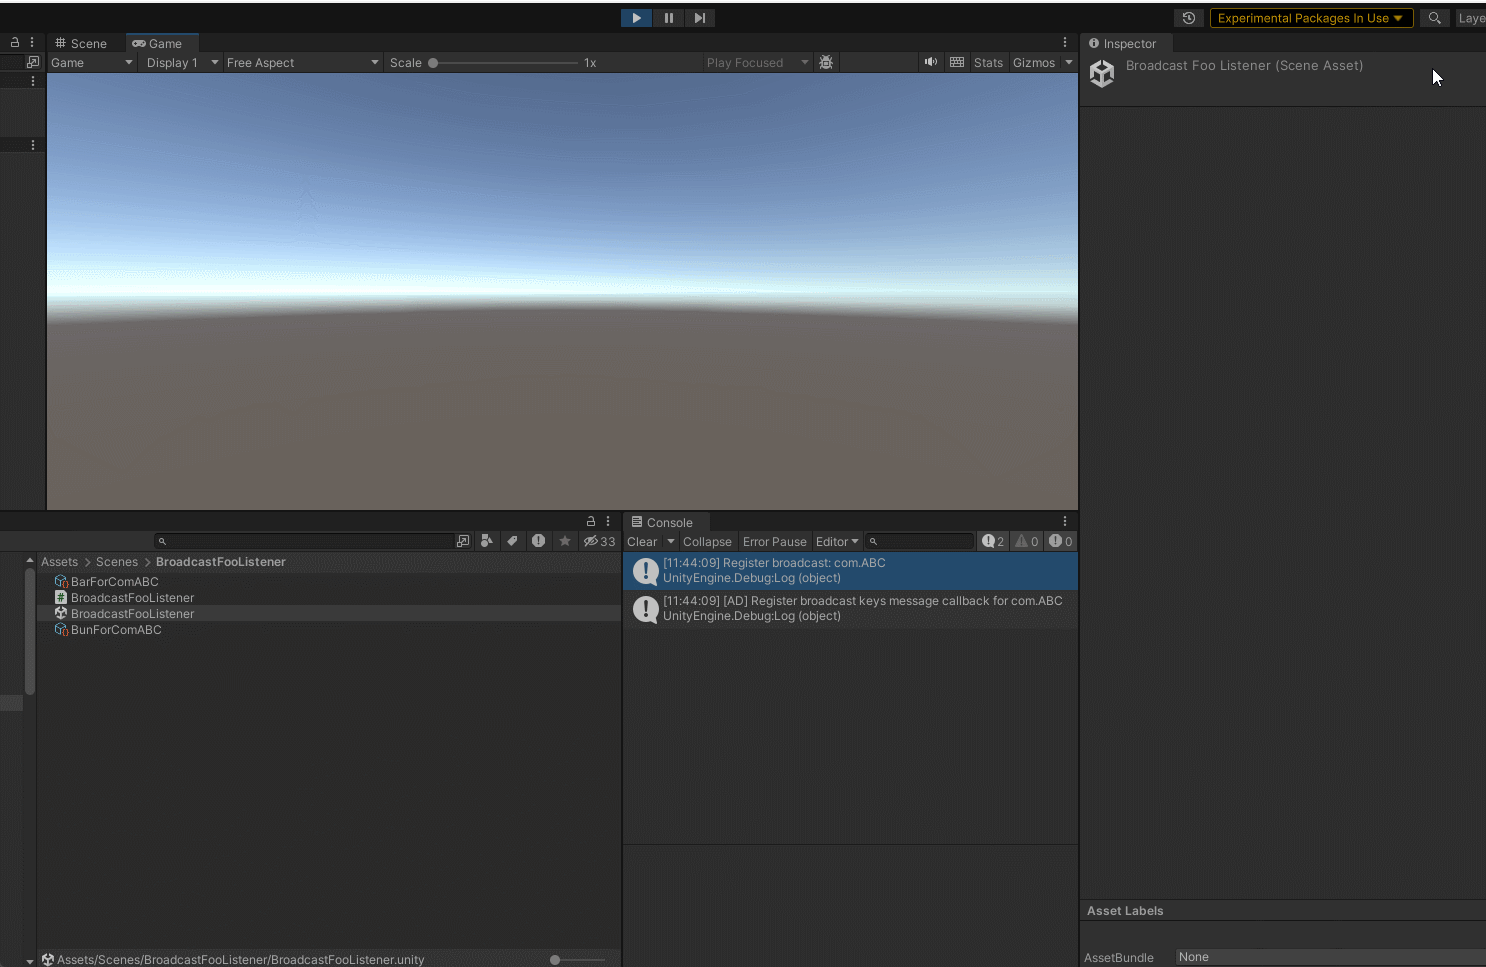 Experimental Packages In Use
Laye
Scene
Game
Inspector
Game
Display 1
Free Aspect
Scale
1x
Play Focused
Stats
Gizmos
Broadcast Foo Listener (Scene Asset)
Console
33
Clear
Collapse
Error Pause
Editor
2
0
0
Assets > Scenes > BroadcastFooListener
BarForComABC
BroadcastFooListener
BroadcastFooListener
BunForComABC
[11:44:09] Register broadcast: com.ABC
UnityEngine.Debug:Log (object)
[11:44:09] [AD] Register broadcast keys message callback for com.ABC
UnityEngine.Debug:Log (object)
Asset Labels
Assets/Scenes/BroadcastFooListener/BroadcastFooListener.unity
AssetBundle
None